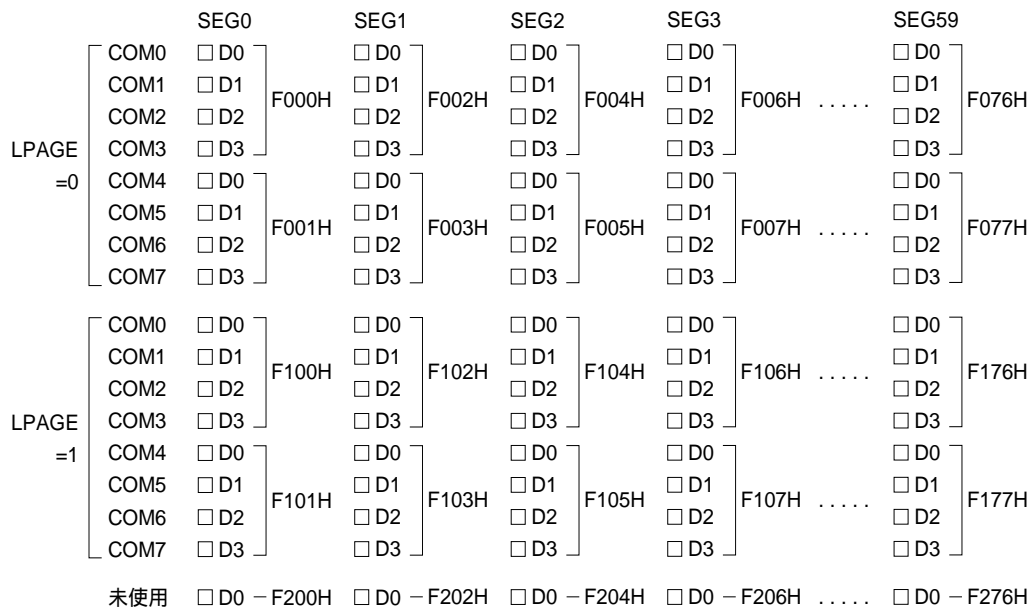 SEG0 SEG1 SEG2 SEG3 SEG59
COM0 □ D0 □ D0 □ D0 □ D0 □ D0
COM1 □ D1 □ D1 □ D1 □ D1 □ D1
F000H F002H F004H F006H ..... F076H
COM2 □ D2 □ D2 □ D2 □ D2 □ D2
LPAGE COM3 □ D3 □ D3 □ D3 □ D3 □ D3
=0 COM4 □ D0 □ D0 □ D0 □ D0 □ D0
COM5 □ D1 □ D1 □ D1 □ D1 □ D1
F001H F003H F005H F007H ..... F077H
COM6 □ D2 □ D2 □ D2 □ D2 □ D2
COM7 □ D3 □ D3 □ D3 □ D3 □ D3
COM0 □ D0 □ D0 □ D0 □ D0 □ D0
COM1 □ D1 □ D1 □ D1 □ D1 □ D1
F100H F102H F104H F106H ..... F176H
COM2 □ D2 □ D2 □ D2 □ D2 □ D2
LPAGE COM3 □ D3 □ D3 □ D3 □ D3 □ D3
=1 COM4 □ D0 □ D0 □ D0 □ D0 □ D0
COM5 □ D1 □ D1 □ D1 □ D1 □ D1
F101H F103H F105H F107H ..... F177H
COM6 □ D2 □ D2 □ D2 □ D2 □ D2
COM7 □ D3 □ D3 □ D3 □ D3 □ D3
未使用 □ D0 － F200H □ D0 － F202H □ D0 － F204H □ D0 － F206H ..... □ D0 － F276H